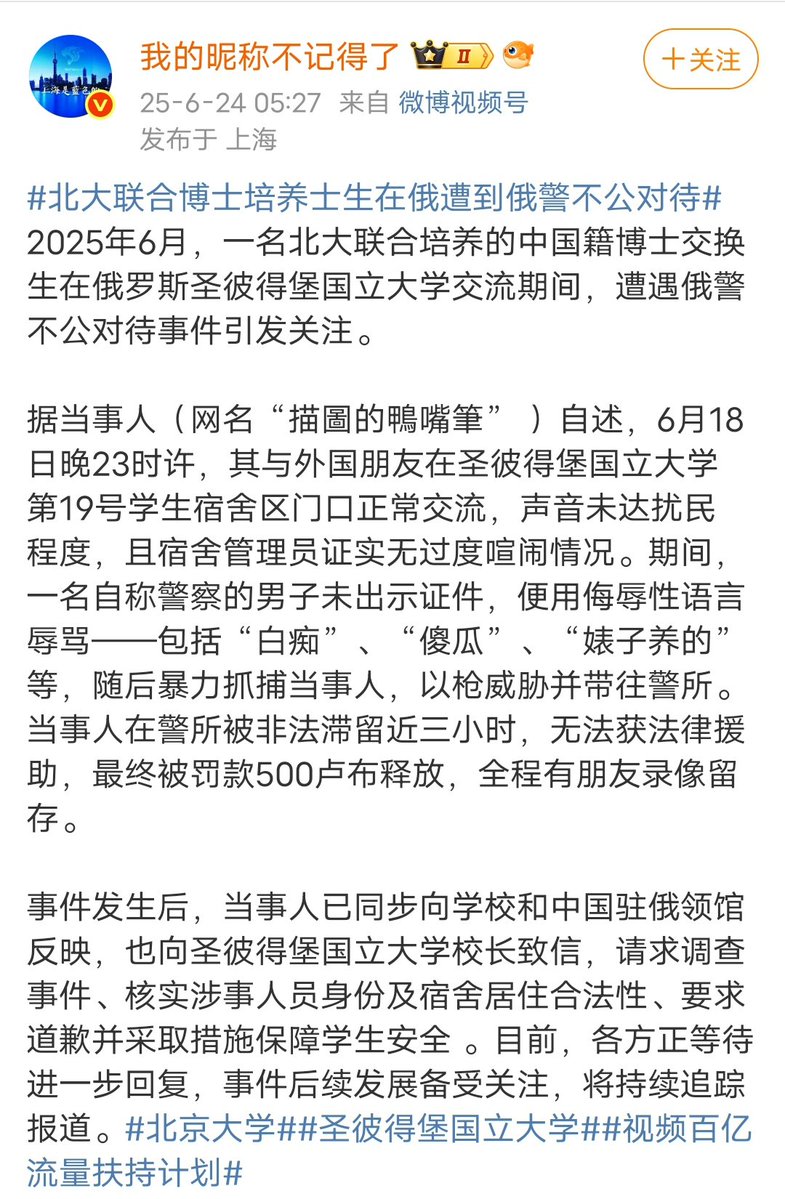 我的昵称不记得了
II
+关注
V
25-6-24 05:27 来自 微博视频号
发布于 上海
#北大联合博士培养士生在俄遭到俄警不公对待#
2025年6月，一名北大联合培养的中国籍博士交换
生在俄罗斯圣彼得堡国立大学交流期间，遭遇俄警
不公对待事件引发关注。
据当事人（网名“描圖的鴨嘴筆” ）自述，6月18
日晚23时许，其与外国朋友在圣彼得堡国立大学
第19号学生宿舍区门口正常交流，声音未达扰民
程度，且宿舍管理员证实无过度喧闹情况。期间，
一名自称警察的男子未出示证件，便用侮辱性语言
辱骂——包括“白痴”、“傻瓜”、“婊子养的”
等，随后暴力抓捕当事人，以枪威胁并带往警所。
当事人在警所被非法滞留近三小时，无法获法律援
助，最终被罚款500卢布释放，全程有朋友录像留
存。
事件发生后，当事人已同步向学校和中国驻俄领馆
反映，也向圣彼得堡国立大学校长致信，请求调查
事件、核实涉事人员身份及宿舍居住合法性、要求
道歉并采取措施保障学生安全 。目前，各方正等待
进一步回复，事件后续发展备受关注，将持续追踪
报道。#北京大学##圣彼得堡国立大学##视频百亿
流量扶持计划#